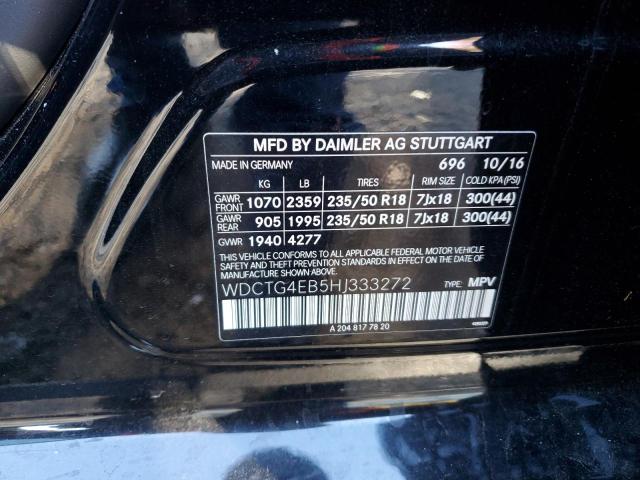 MFD BY DAIMLER AG STUTTGART
MADE IN GERMANY 696 10/16
KG LB TIRES RIM SIZE COLD KPA(PSI)
GAWR FRONT 1070 2359 235/50 R18 7Jx18 300(44)
GAWR REAR 905 1995 235/50 R18 7Jx18 300(44)
GVWR 1940 4277
THIS VEHICLE CONFORMS TO ALL APPLICABLE FEDERAL MOTOR VEHICLE
SAFETY STANDARDS IN EFFECT ON THE DATE OF MANUFACTURE SHOWN ABOVE.
WDCTG4EB5HJ333272 TYPE: MPV
A 204 817 78 20